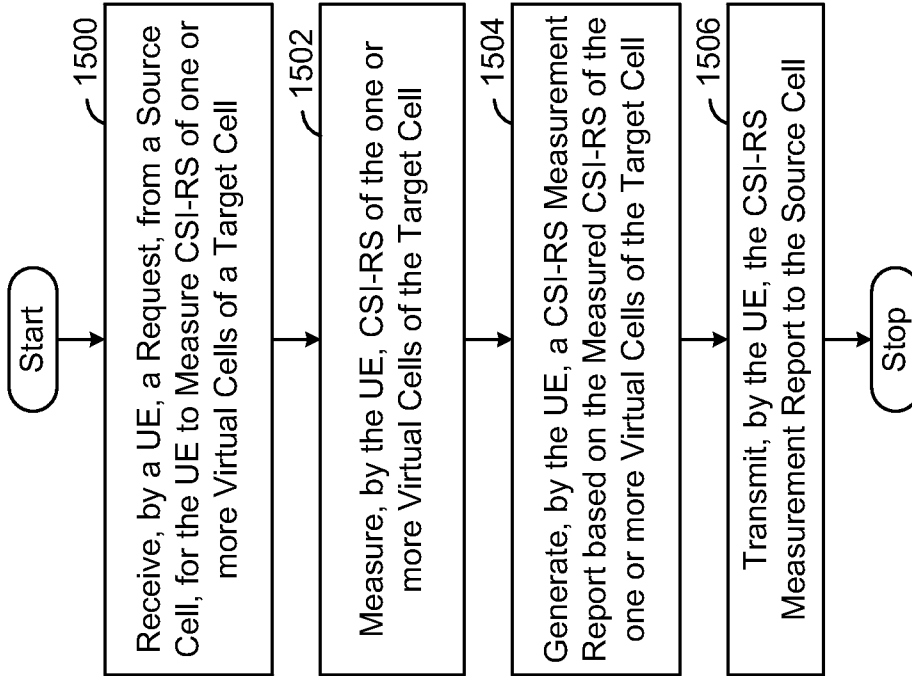 Start
1500
Receive, by a UE, a Request, from a Source
Cell, for the UE to Measure CSI-RS of one or
more Virtual Cells of a Target Cell
1502
Measure, by the UE, CSI-RS of the one or
more Virtual Cells of the Target Cell
1504
Generate, by the UE, a CSI-RS Measurement
Report based on the Measured CSI-RS of the
one or more Virtual Cells of the Target Cell
1506
Transmit, by the UE, the CSI-RS
Measurement Report to the Source Cell
Stop